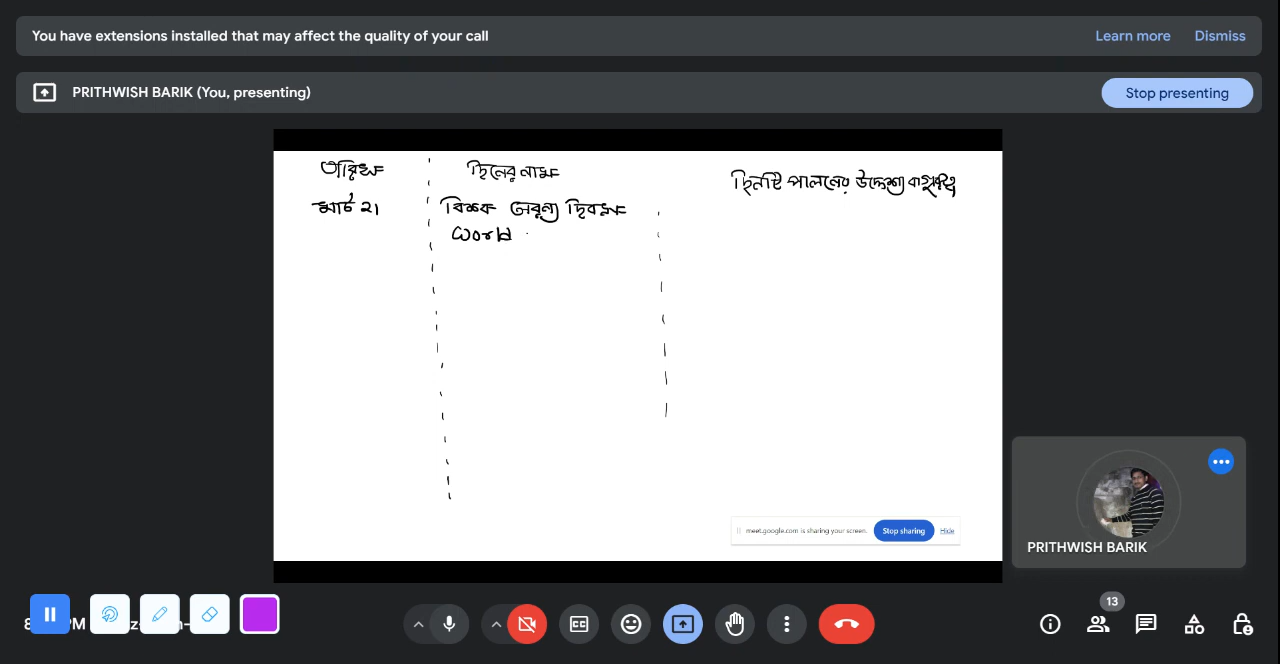 You have extensions installed that may affect the quality of your call
Learn more
Dismiss
PRITHWISH BARIK (You, presenting)
Stop presenting
তারিখ
দিনের নাম
দিনটি পালনের উদ্দেশ্য
মার্চ ২১
বিশ্ব অরণ্য দিবস
World
meet.google.com is sharing your screen.
Stop sharing
Hide
PRITHWISH BARIK
13